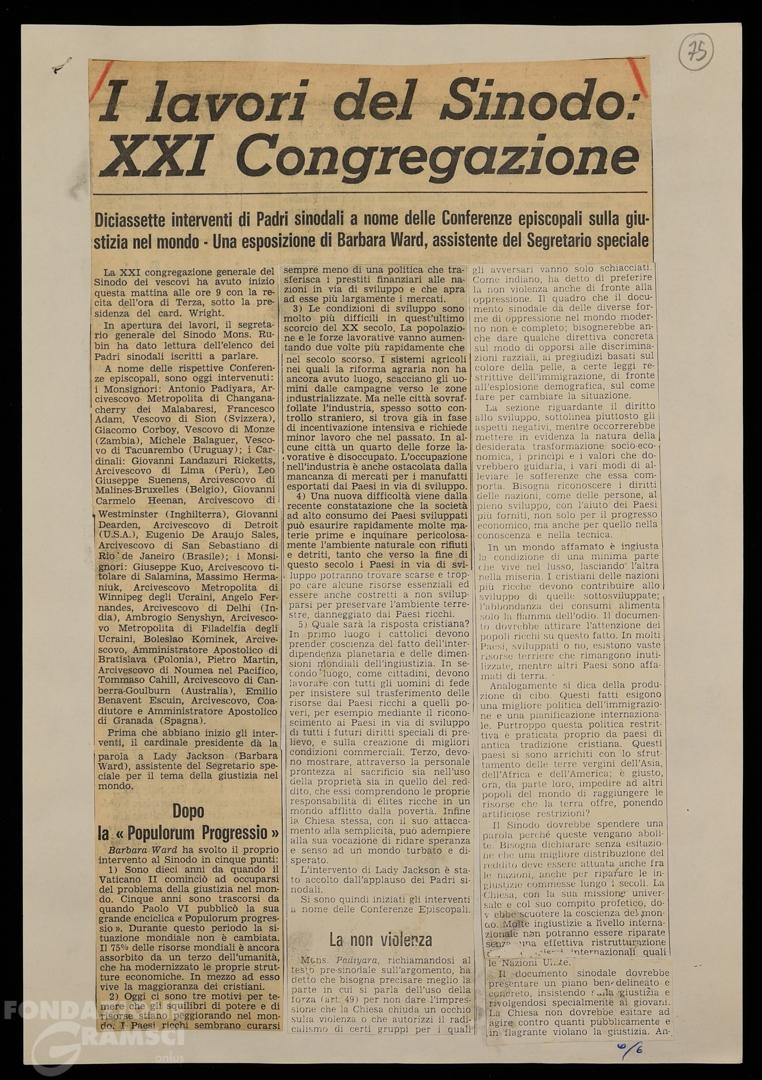 75
I lavori del Sinodo:
XXI Congregazione
Diciassette interventi di Padri sinodali a nome delle Conferenze episcopali sulla giu-
stizia nel mondo - Una esposizione di Barbara Ward, assistente del Segretario speciale
La XXI congregazione generale del
Sinodo dei vescovi ha avuto inizio
questa mattina alle ore 9 con la re-
cita dell'ora di Terza, sotto la pre-
sidenza del card. Wright.
In apertura dei lavori, il segreta-
rio generale del Sinodo Mons. Ru-
bin ha dato lettura dell'elenco dei
Padri sinodali iscritti a parlare.
A nome delle rispettive Conferen-
ze episcopali, sono oggi intervenuti:
i Monsignori: Antonio Padiyara, Ar-
civescovo Metropolita di Changana-
cherry dei Malabaresi, Francesco
Adam, Vescovo di Sion (Svizzera),
Giacomo Corboy, Vescovo di Monze
(Zambia), Michele Balaguer, Vesco-
vo di Tacuarembo (Uruguay); i Car-
dinali: Giovanni Landazuri Ricketts,
Arcivescovo di Lima (Perù), Leo
Giuseppe Suenens, Arcivescovo di
Malines-Bruxelles (Belgio), Giovanni
Carmelo Heenan, Arcivescovo di
Westminster (Inghilterra), Giovanni
Dearden, Arcivescovo di Detroit
(U.S.A.), Eugenio De Araujo Sales,
Arcivescovo di San Sebastiano di
Rio de Janeiro (Brasile); i Monsi-
gnori: Giuseppe Kuo, Arcivescovo ti-
tolare di Salamina, Massimo Herma-
niuk, Arcivescovo Metropolita di
Winnipeg degli Ucraini, Angelo Fer-
nandes, Arcivescovo di Delhi (In-
dia), Ambrogio Senyshyn, Arcivesco-
vo Metropolita di Filadelfia degli
Ucraini, Boleslao Kominek, Arcive-
scovo, Amministratore Apostolico di
Bratislava (Polonia), Pietro Martin,
Arcivescovo di Noumea nel Pacifico,
Tommaso Cahill, Arcivescovo di Can-
berra-Goulburn (Australia), Emilio
Benavent Escuin, Arcivescovo, Coa-
diutore e Amministratore Apostolico
di Granada (Spagna).
Prima che abbiano inizio gli inter-
venti, il cardinale presidente dà la
parola a Lady Jackson (Barbara
Ward), assistente del Segretario spe-
ciale per il tema della giustizia nel
mondo.
Dopo
la « Populorum Progressio »
Barbara Ward ha svolto il proprio
intervento al Sinodo in cinque punti:
1) Sono dieci anni da quando il
Vaticano II cominciò ad occuparsi
del problema della giustizia nel mon-
do. Cinque anni sono trascorsi da
quando Paolo VI pubblicò la sua
grande enciclica « Populorum progres-
sio ». Durante questo periodo la si-
tuazione mondiale non è cambiata.
Il 75% delle risorse mondiali è ancora
assorbito da un terzo dell'umanità,
che ha modernizzato le proprie strut-
ture economiche. In mezzo ad esso
vive la maggioranza dei cristiani.
2) Oggi ci sono tre motivi per te-
mere che gli squilibri di potere e di
risorse stiano peggiorando nel mon-
do. I Paesi ricchi sembrano curarsi
sempre meno di una politica che tra-
sferisca i prestiti finanziari alle na-
zioni in via di sviluppo e che apra
ad esse più largamente i mercati.
3) Le condizioni di sviluppo sono
molto più difficili in quest'ultimo
scorcio del XX secolo. La popolazio-
ne e le forze lavorative vanno aumen-
tando due volte più rapidamente che
nel secolo scorso. I sistemi agricoli
nei quali la riforma agraria non ha
ancora avuto luogo, scacciano gli uo-
mini dalle campagne verso le zone
industrializzate. Ma nelle città sovraf-
follate l'industria, spesso sotto con-
trollo straniero, si trova già in fase
di incentivazione intensiva e richiede
minor lavoro che nel passato. In al-
cune città un quarto delle forze la-
vorative è disoccupato. L'occupazione
nell'industria è anche ostacolata dalla
mancanza di mercati per i manufatti
esportati dai Paesi in via di sviluppo.
4) Una nuova difficoltà viene dalla
recente constatazione che la società
ad alto consumo dei Paesi sviluppati
può esaurire rapidamente molte ma-
terie prime e inquinare pericolosa-
mente l'ambiente naturale con rifiuti
e detriti, tanto che verso la fine di
questo secolo i Paesi in via di svi-
luppo potranno trovare scarse e trop-
po care alcune risorse essenziali ed
essere anche costretti a non svilup-
parsi per preservare l'ambiente terre-
stre, danneggiato dai Paesi ricchi.
5) Quale sarà la risposta cristiana?
In primo luogo i cattolici devono
prender coscienza del fatto dell'inter-
dipendenza planetaria e delle dimen-
sioni mondiali dell'ingiustizia. In se-
condo luogo, come cittadini, devono
lavorare con tutti gli uomini di fede
per insistere sul trasferimento delle
risorse dai Paesi ricchi a quelli po-
veri, per esempio mediante il ricono-
scimento ai Paesi in via di sviluppo
di tutti i futuri diritti speciali di pre-
lievo, e sulla creazione di migliori
condizioni commerciali. Terzo, devo-
no mostrare, attraverso la personale
prontezza al sacrificio sia nell'uso
della proprietà sia in quello del red-
dito, che essi comprendono le proprie
responsabilità di élites ricche in un
mondo afflitto dalla povertà. Infine
la Chiesa stessa, con il suo attacca-
mento alla semplicità, può adempiere
alla sua vocazione di ridare speranza
e senso ad un mondo turbato e di-
sperato.
L'intervento di Lady Jackson è sta-
to accolto dall'applauso dei Padri si-
nodali.
Si sono quindi iniziati gli interventi
a nome delle Conferenze Episcopali.
La non violenza
Mons. Padiyara, richiamandosi al
testo pre-sinodale sull'argomento, ha
detto che bisogna precisare meglio la
parte in cui si parla dell'uso della
forza (art. 49) per non dare l'impres-
sione che la Chiesa chiuda un occhio
sulla violenza o che autorizzi il radi-
calismo di certi gruppi per i quali
gli avversari vanno solo schiacciati.
Come indiano, ha detto di preferire
la non violenza anche di fronte alla
oppressione. Il quadro che il docu-
mento sinodale dà delle diverse for-
me di oppressione nel mondo moder-
no non è completo; bisognerebbe an-
che dare qualche direttiva concreta
sul modo di opporsi alle discrimina-
zioni razziali, ai pregiudizi basati sul
colore della pelle, a certe leggi re-
strittive dell'immigrazione, di fronte
all'esplosione demografica, sul come
fare per cambiare la situazione.
La sezione riguardante il diritto
allo sviluppo, sottolinea piuttosto gli
aspetti negativi, mentre occorrerebbe
mettere in evidenza la natura della
desiderata trasformazione socio-eco-
nomica, i principi e i valori che do-
vrebbero guidarla, i vari modi di al-
leviare le sofferenze che essa com-
porta. Bisogna riconoscere i diritti
delle nazioni, come delle persone, al
pieno sviluppo, con l'aiuto dei Paesi
più forniti, non solo per il progresso
economico, ma anche per quello nella
conoscenza e nella tecnica.
In un mondo affamato è ingiusta
la condizione di una minima parte
che vive nel lusso, lasciando l'altra
nella miseria. I cristiani delle nazioni
più ricche devono contribuire allo
sviluppo di quelle sottosviluppate;
l'abbondanza dei consumi alimenta
solo la fiamma dell'odio. Il documen-
to dovrebbe attirare l'attenzione dei
popoli ricchi su questo fatto. In molti
Paesi, sviluppati o no, esistono vaste
risorse terriere che rimangono inuti-
lizzate, mentre altri Paesi sono affa-
mati di terra.
Analogamente si dica della produ-
zione di cibo. Questi fatti esigono
una migliore politica dell'immigrazio-
ne e una pianificazione internaziona-
le. Purtroppo questa politica restrit-
tiva è praticata proprio da paesi di
antica tradizione cristiana. Questi
paesi si sono arricchiti con lo sfrut-
tamento delle terre vergini dell'Asia,
dell'Africa e dell'America; è giusto,
ora, da parte loro, impedire ad altri
popoli del mondo di raggiungere le
risorse che la terra offre, ponendo
artificiose restrizioni?
Il Sinodo dovrebbe spendere una
parola perché queste vengano aboli-
te. Bisogna dichiarare senza esitazio-
ne che una migliore distribuzione del
reddito deve essere attuata anche fra
le nazioni, anche per riparare le in-
giustizie commesse lungo i secoli. La
Chiesa, con la sua missione univer-
sale e col suo compito profetico, do-
vrebbe scuotere la coscienza del mon-
do. Molte ingiustizie a livello interna-
zionale non potranno essere riparate
senza una effettiva ristrutturazione
internazionali quali
le Nazioni Unite.
Il documento sinodale dovrebbe
presentare un piano ben delineato e
concreto, insistendo sulla giustizia e
rivolgendosi specialmente ai giovani.
La Chiesa non dovrebbe esitare ad
agire contro quanti pubblicamente e
in flagrante violano la giustizia. An-
6/6
FONDAZIONE
GRAMSCI
onlus